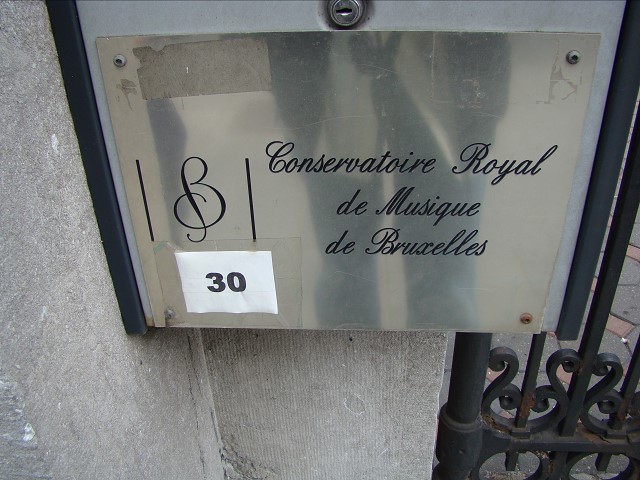 Conservatoire Royal
de Musique
de Bruxelles
B
30